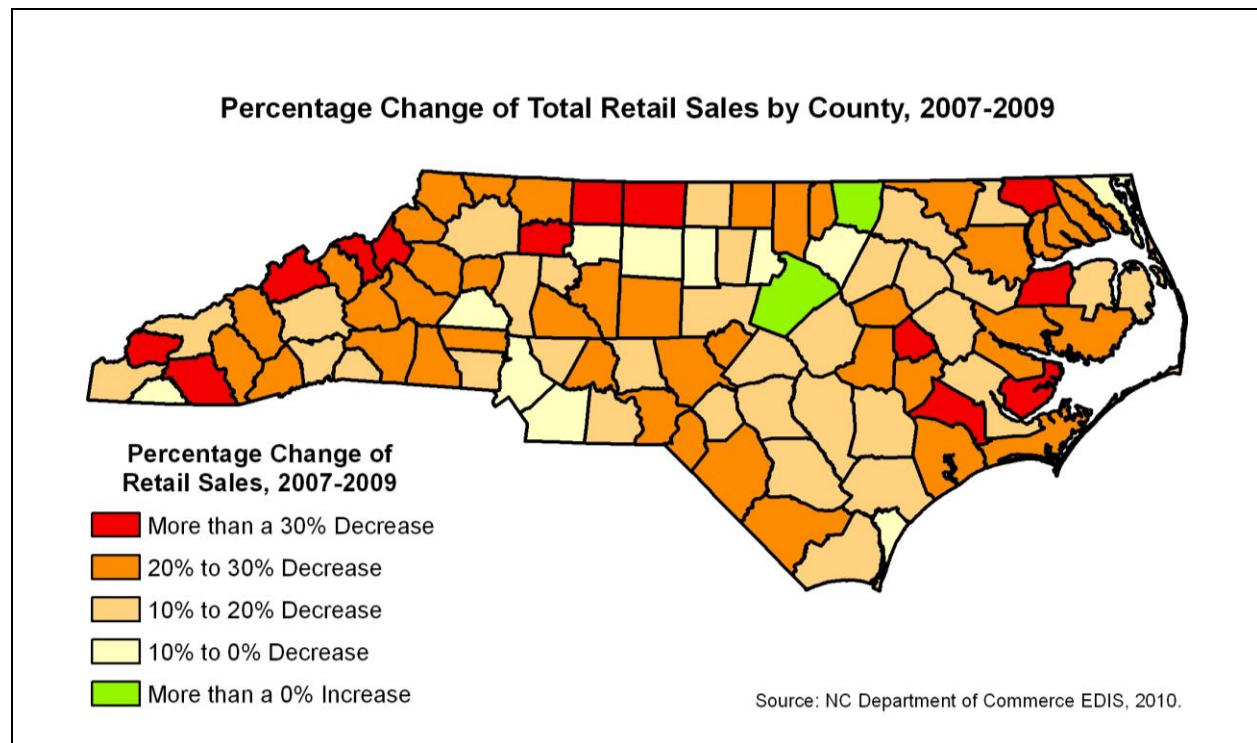 Percentage Change of Total Retail Sales by County, 2007-2009
Percentage Change of
Retail Sales, 2007-2009
More than a 30% Decrease
20% to 30% Decrease
10% to 20% Decrease
10% to 0% Decrease
More than a 0% Increase
Source: NC Department of Commerce EDIS, 2010.